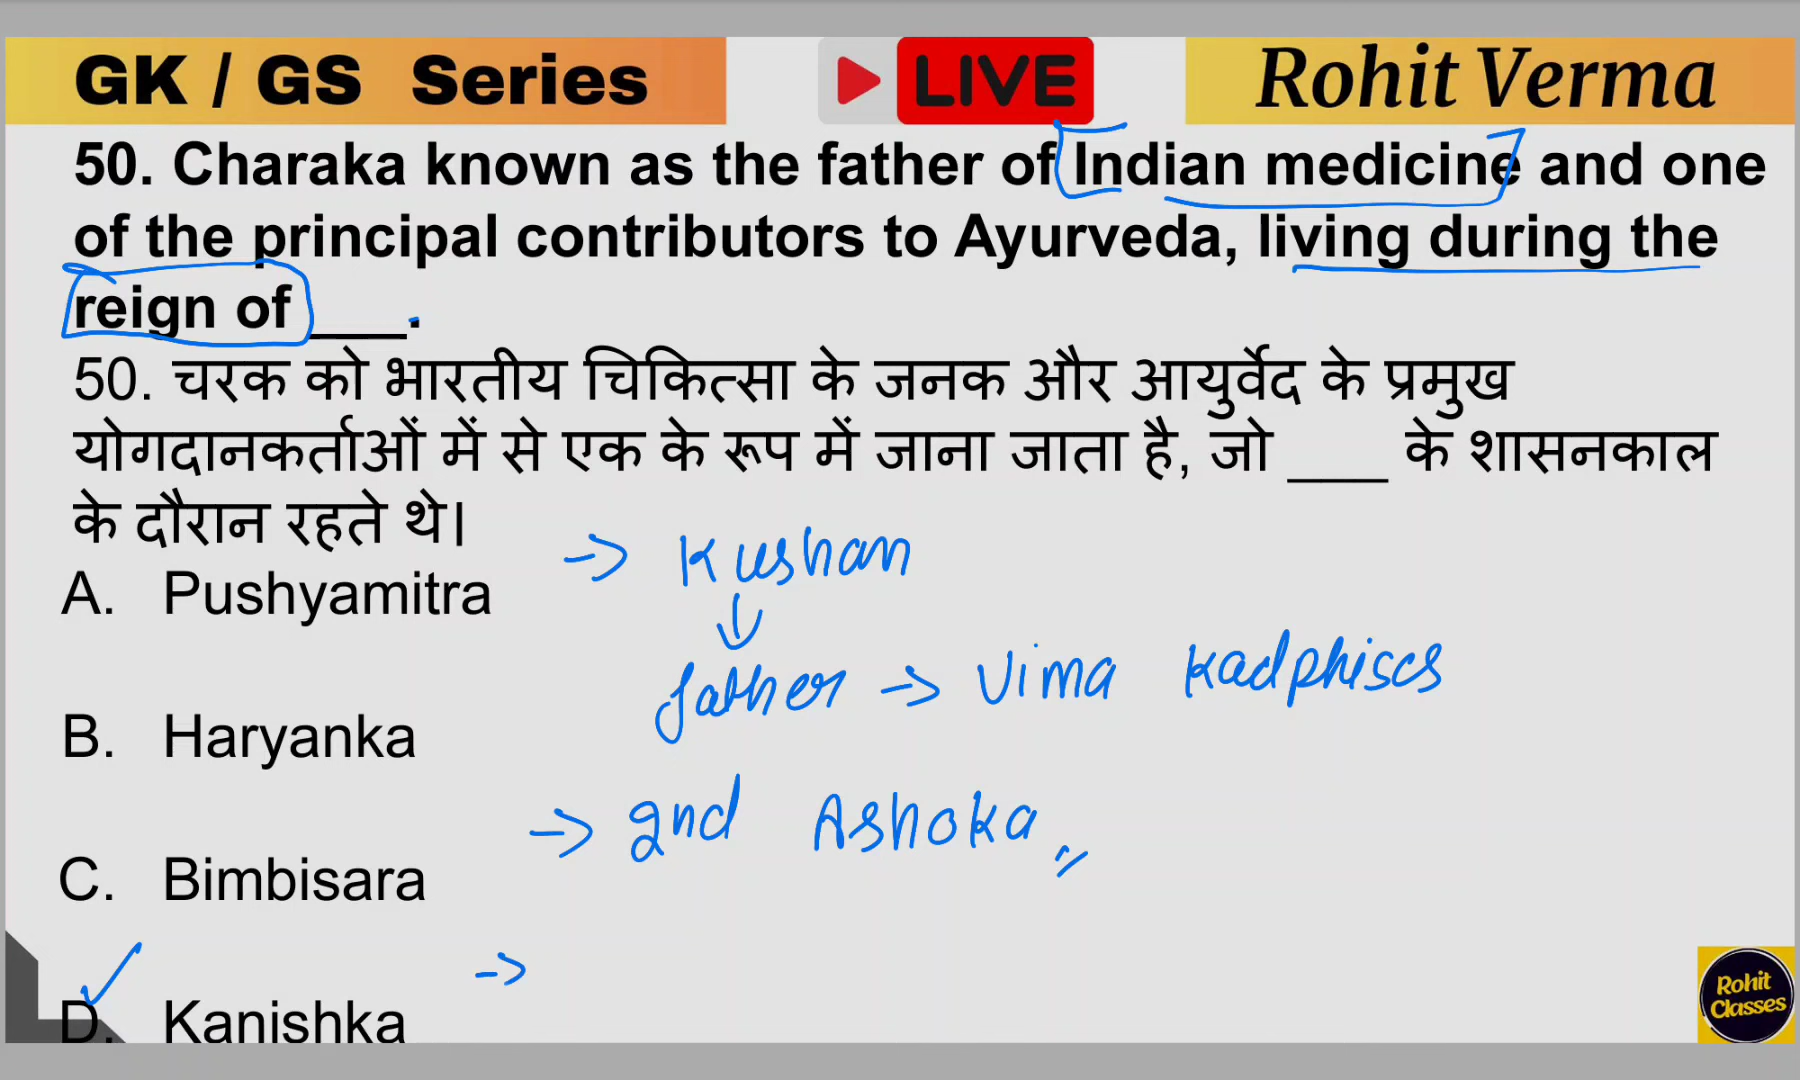 GK / GS Series
LIVE
Rohit Verma
50. Charaka known as the father of Indian medicine and one
of the principal contributors to Ayurveda, living during the
reign of ___.
50. चरक को भारतीय चिकित्सा के जनक और आयुर्वेद के प्रमुख
योगदानकर्ताओं में से एक के रूप में जाना जाता है, जो ___ के शासनकाल
के दौरान रहते थे।
-> Kushan
A. Pushyamitra
father -> Vima Kadphises
B. Haryanka
-> 2nd Ashoka
C. Bimbisara
->
D. Kanishka
Rohit
Classes